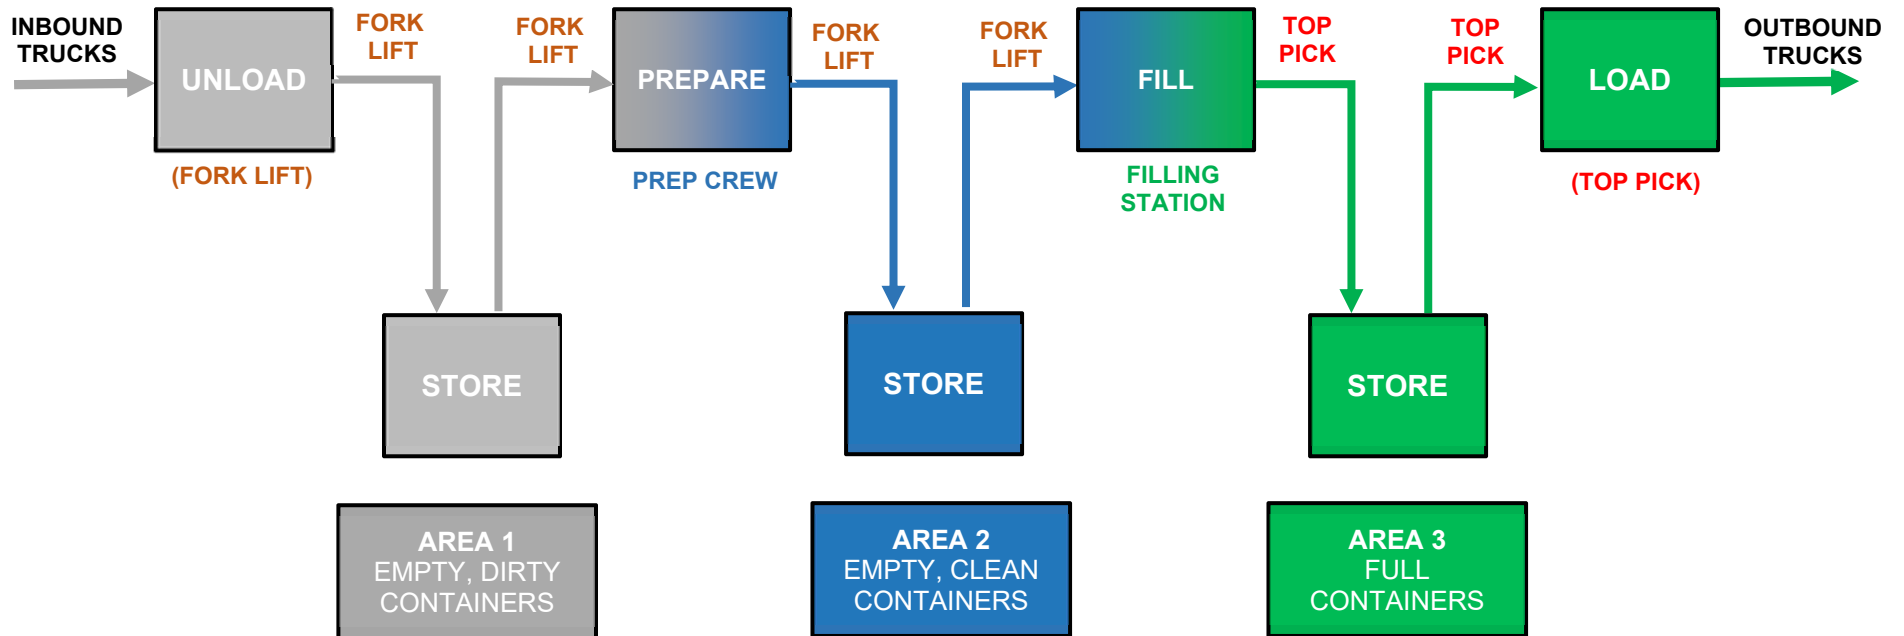 INBOUND
TRUCKS
UNLOAD
(FORK LIFT)
FORK
LIFT
STORE
FORK
LIFT
PREPARE
PREP CREW
FORK
LIFT
STORE
FORK
LIFT
FILL
FILLING
STATION
TOP
PICK
STORE
TOP
PICK
LOAD
(TOP PICK)
OUTBOUND
TRUCKS
AREA 1
EMPTY, DIRTY
CONTAINERS
AREA 2
EMPTY, CLEAN
CONTAINERS
AREA 3
FULL
CONTAINERS